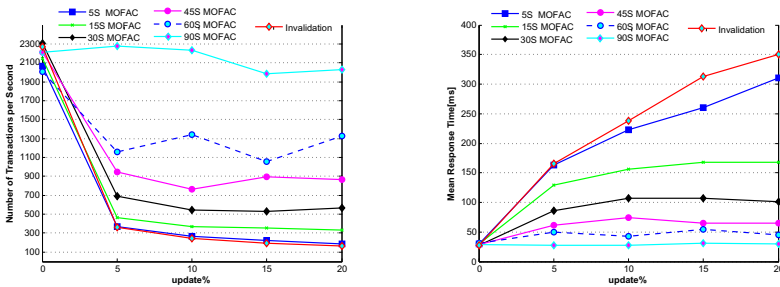 5S MOFAC
15S MOFAC
30S MOFAC
45S MOFAC
60S MOFAC
90S MOFAC
Invalidation
Number of Transactions per Second
2300
2100
1900
1700
1500
1300
1100
900
700
500
300
100
0
5
10
15
20
update%
5S MOFAC
15S MOFAC
30S MOFAC
45S MOFAC
60S MOFAC
90S MOFAC
Invalidation
Mean Response Time[ms]
400
350
300
250
200
150
100
50
0
0
5
10
15
20
update%